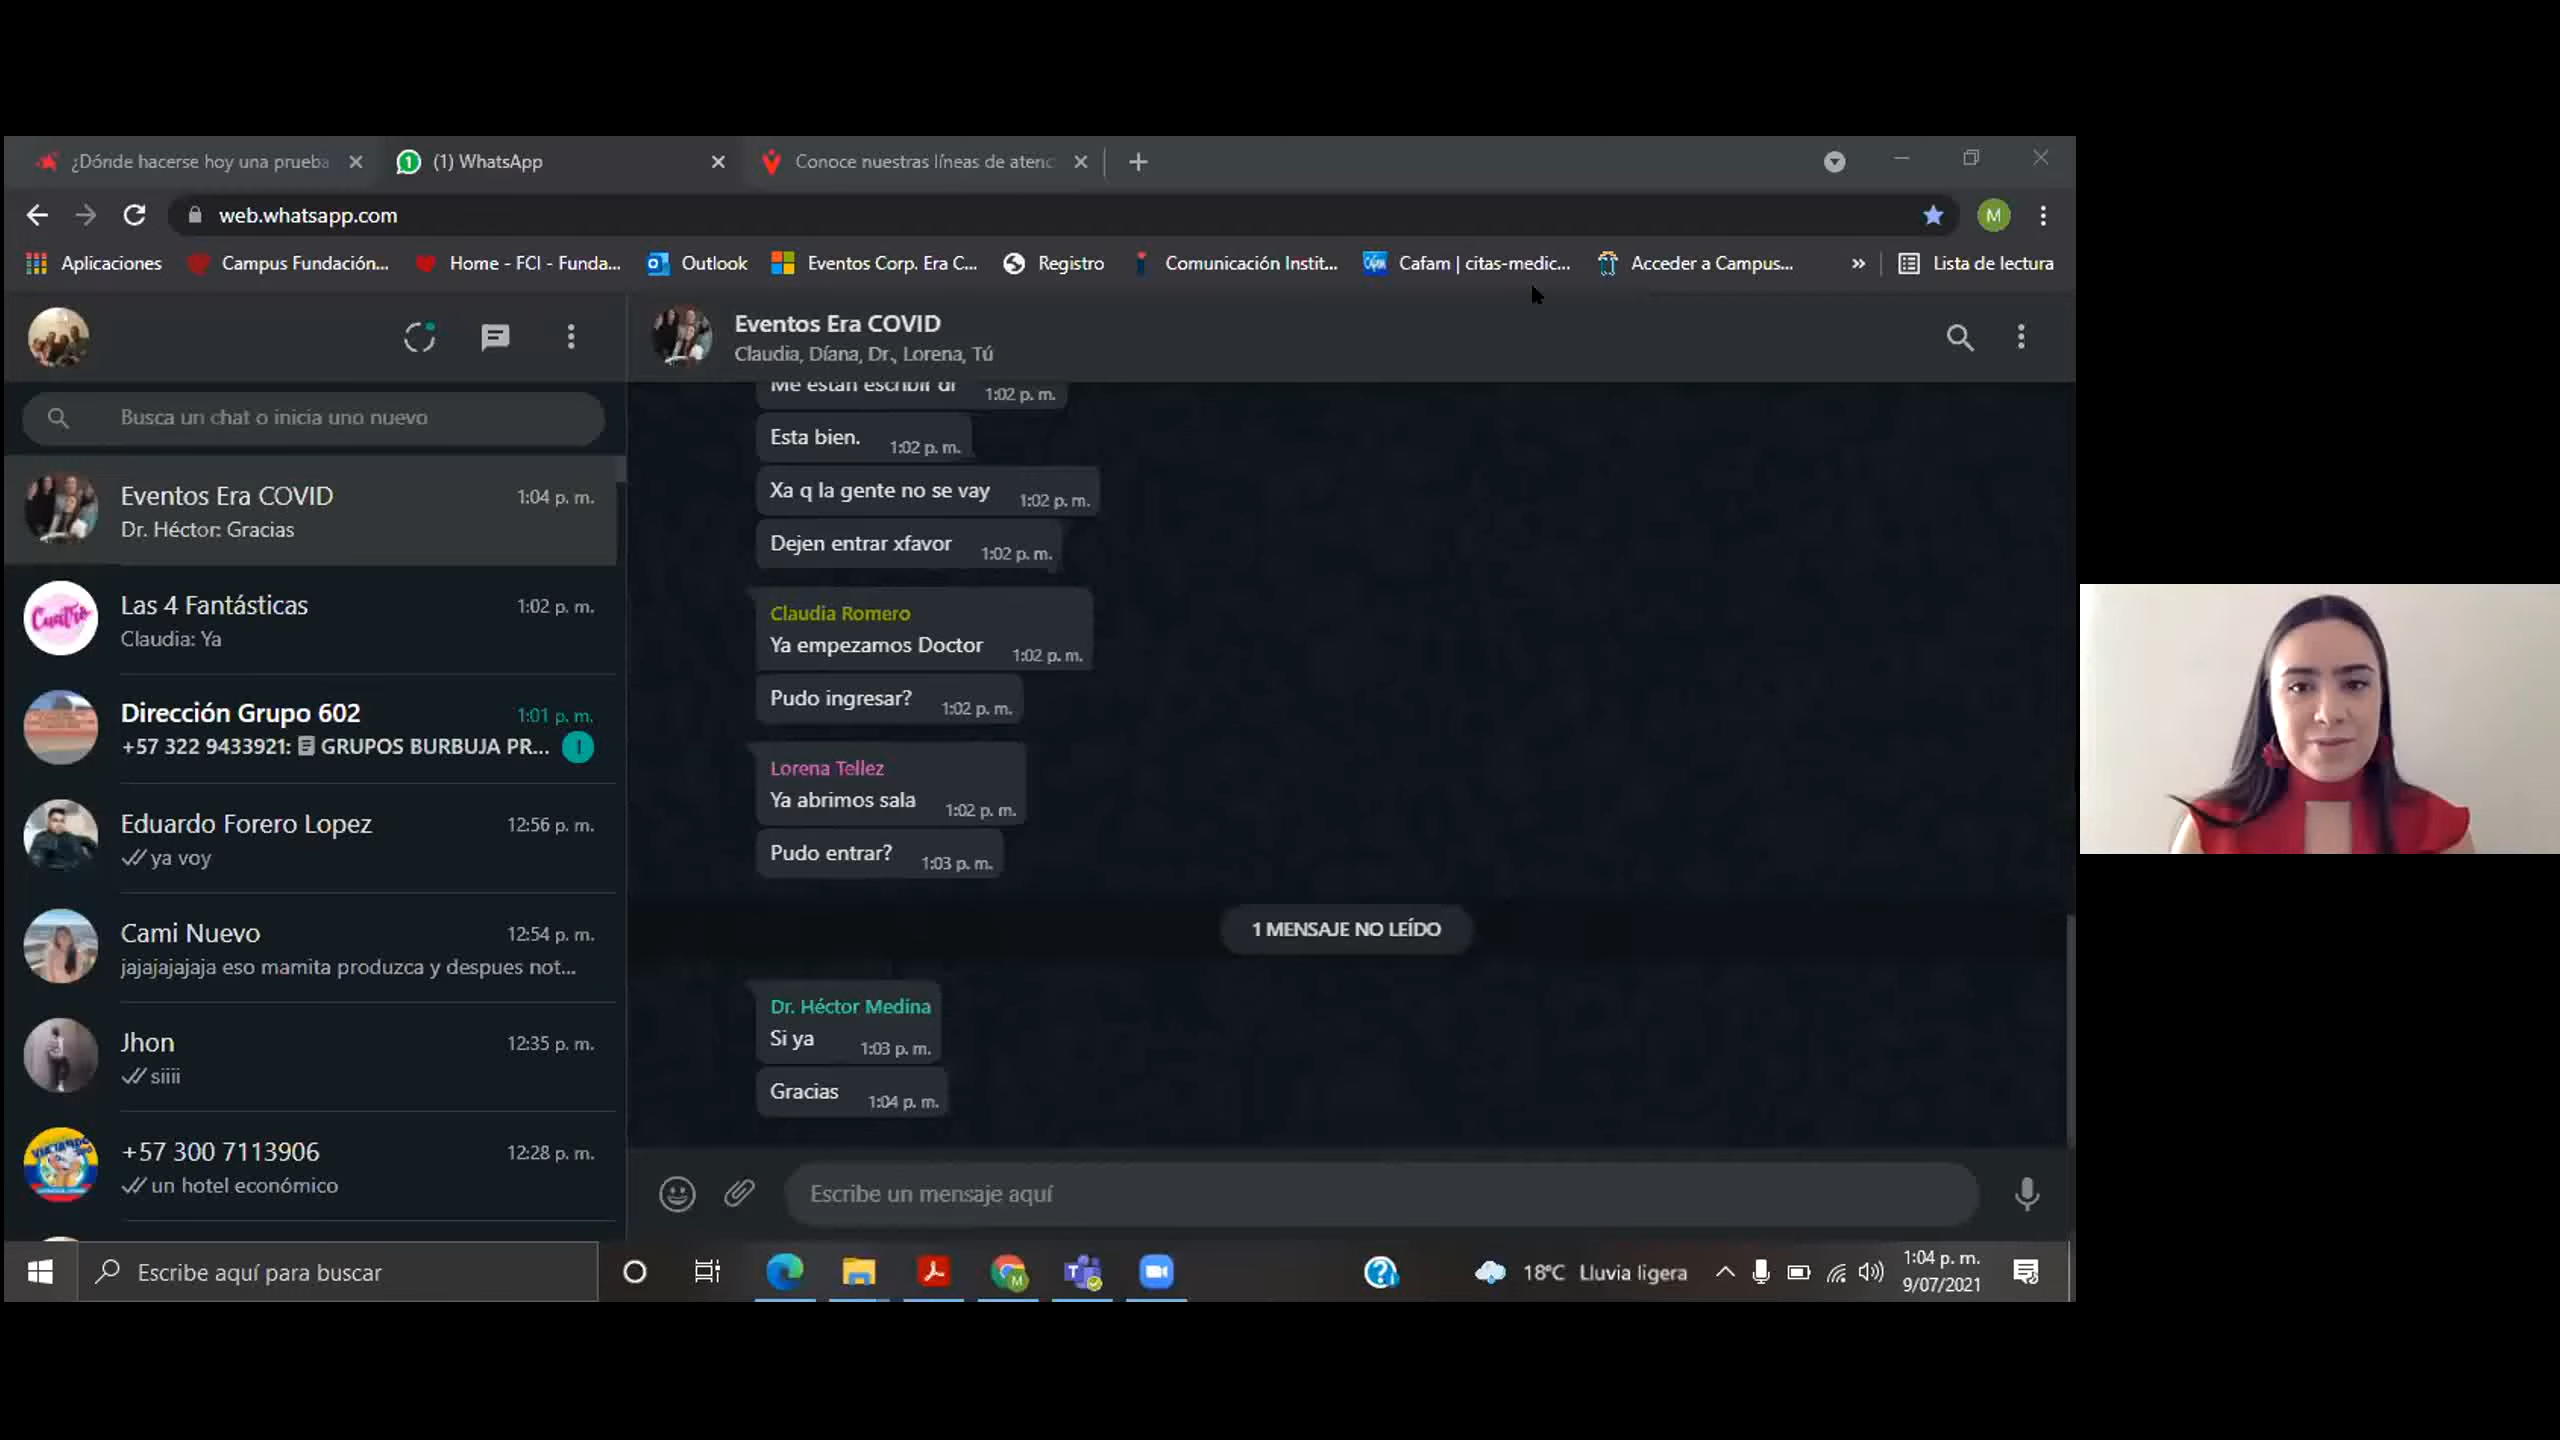 ¿Dónde hacerse hoy una prueba
(1) WhatsApp
Conoce nuestras líneas de atenc
web.whatsapp.com
M
Aplicaciones
Campus Fundación...
Home - FCI - Funda...
Outlook
Eventos Corp. Era C...
Registro
Comunicación Instit...
Cafam | citas-medic...
Acceder a Campus...
»
Lista de lectura
Busca un chat o inicia uno nuevo
Eventos Era COVID 1:04 p. m.
Dr. Héctor: Gracias
Las 4 Fantásticas 1:02 p. m.
Claudia: Ya
Dirección Grupo 602 1:01 p. m.
+57 322 9433921: GRUPOS BURBUJA PR... 1
Eduardo Forero Lopez 12:56 p. m.
ya voy
Cami Nuevo 12:54 p. m.
jajajajajaja eso mamita produzca y despues not...
Jhon 12:35 p. m.
siiii
+57 300 7113906 12:28 p. m.
un hotel económico
Eventos Era COVID
Claudia, Díana, Dr., Lorena, Tú
Me estan escribir dr 1:02 p. m.
Esta bien. 1:02 p. m.
Xa q la gente no se vay 1:02 p. m.
Dejen entrar xfavor 1:02 p. m.
Claudia Romero
Ya empezamos Doctor 1:02 p. m.
Pudo ingresar? 1:02 p. m.
Lorena Tellez
Ya abrimos sala 1:02 p. m.
Pudo entrar? 1:03 p. m.
1 MENSAJE NO LEÍDO
Dr. Héctor Medina
Si ya 1:03 p. m.
Gracias 1:04 p. m.
Escribe un mensaje aquí
Escribe aquí para buscar
18°C Lluvia ligera
1:04 p. m.
9/07/2021